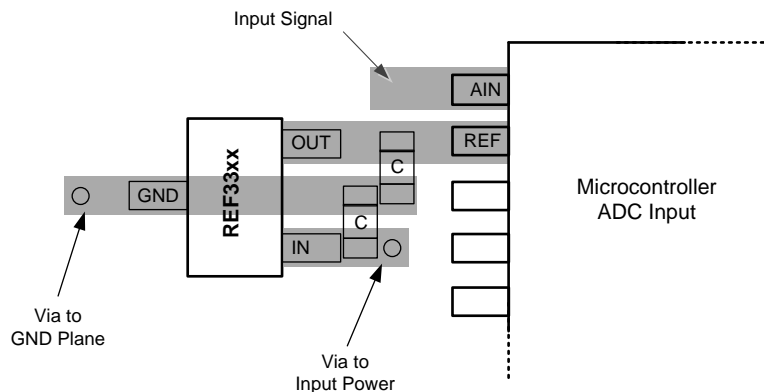 Input Signal
AIN
OUT
REF
C
GND
REF33xx
Microcontroller
ADC Input
C
IN
Via to
GND Plane
Via to
Input Power